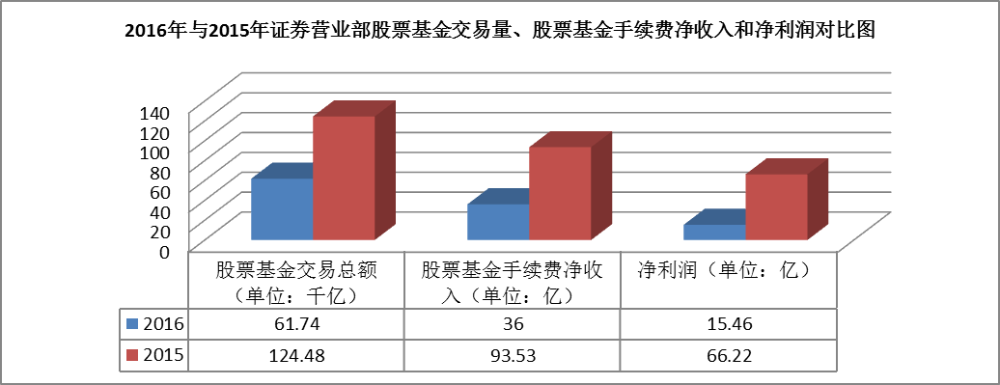 2016年与2015年证券营业部股票基金交易量、股票基金手续费净收入和净利润对比图
140
120
100
80
60
40
20
0
股票基金交易总额
（单位：千亿）
股票基金手续费净收
入（单位：亿）
净利润（单位：亿）
2016 61.74 36 15.46
2015 124.48 93.53 66.22